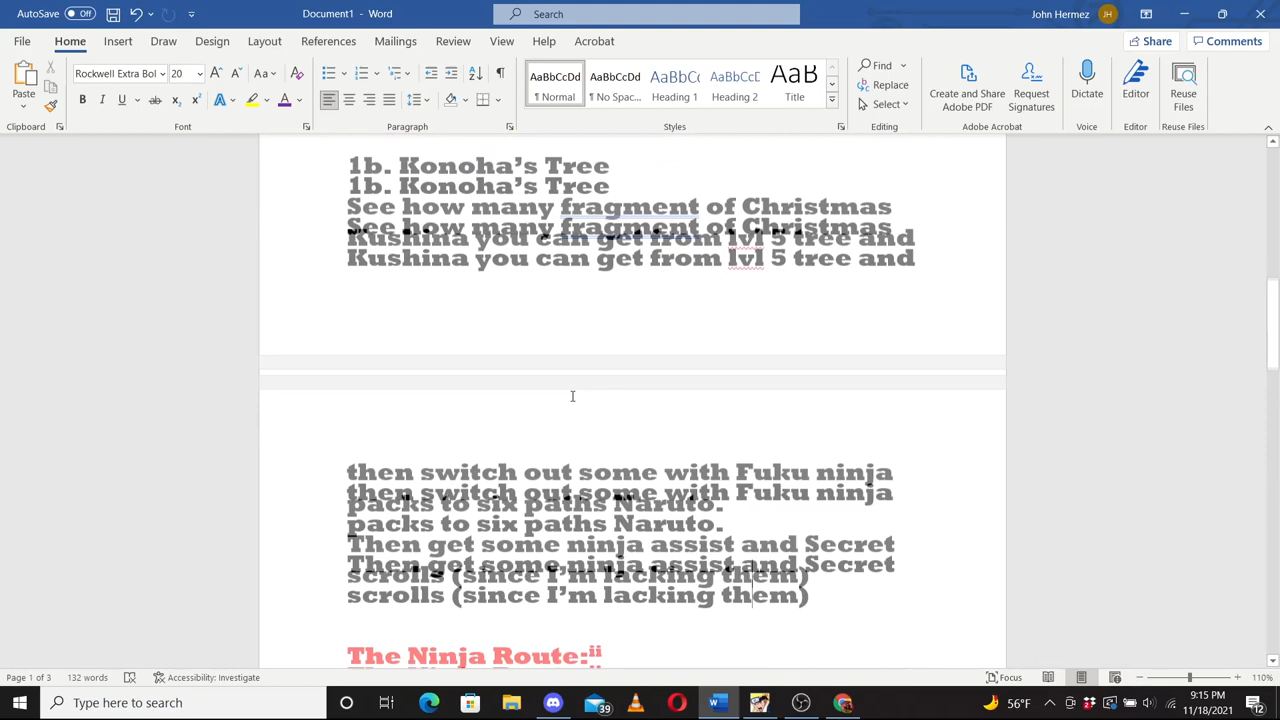 AutoSave Off Document1 - Word Search John Hermez JH
File Home Insert Draw Design Layout References Mailings Review View Help Acrobat Share Comments
Paste Rockwell Extra Bol 20 Aa
AaBbCcDd AaBbCcDd AaBbCc AaBbCcD AaB
¶ Normal ¶ No Spac... Heading 1 Heading 2 Title
Find
Replace
Select
Create and Share Adobe PDF
Request Signatures
Dictate
Editor
Reuse Files
Clipboard Font Paragraph Styles Editing Adobe Acrobat Voice Editor Reuse Files
1b. Konoha’s Tree
1b. Konoha’s Tree
See how many fragment of Christmas
See how many fragment of Christmas
Kushina you can get from lvl 5 tree and
Kushina you can get from lvl 5 tree and
then switch out some with Fuku ninja
then switch out some with Fuku ninja
packs to six paths Naruto.
packs to six paths Naruto.
Then get some ninja assist and Secret
Then get some ninja assist and Secret
scrolls (since I’m lacking them)
scrolls (since I’m lacking them)
The Ninja Route:ii
Page 1 of 3 132 words Accessibility: Investigate Focus 110%
Type here to search 39 56°F 9:15 PM
11/18/2021